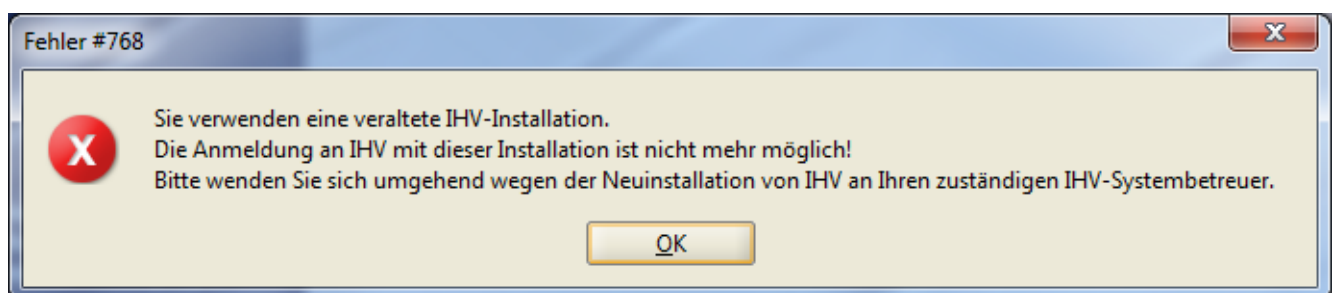 Fehler #768
Sie verwenden eine veraltete IHV-Installation.
Die Anmeldung an IHV mit dieser Installation ist nicht mehr möglich!
Bitte wenden Sie sich umgehend wegen der Neuinstallation von IHV an Ihren zuständigen IHV-Systembetreuer.
OK